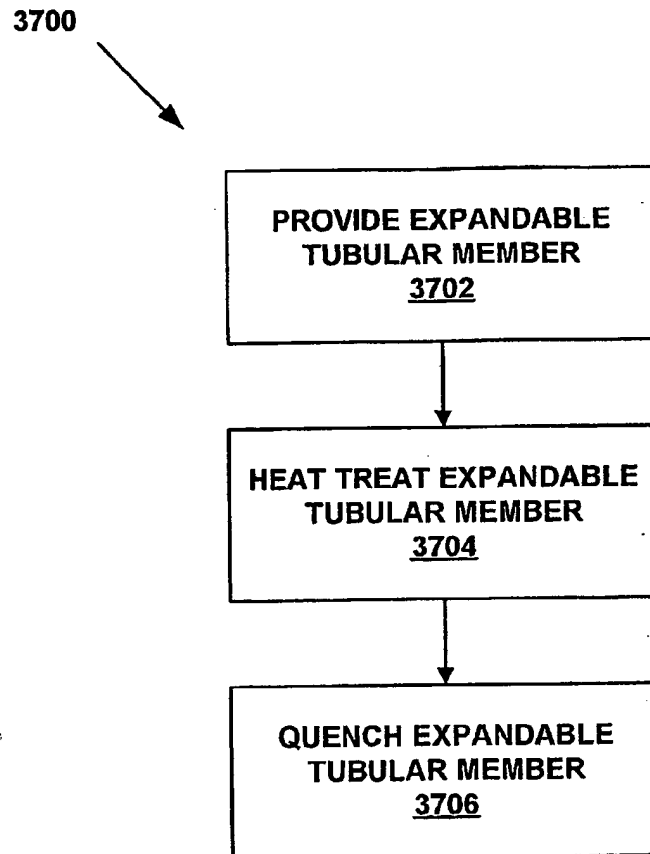 3700
PROVIDE EXPANDABLE
TUBULAR MEMBER
3702
HEAT TREAT EXPANDABLE
TUBULAR MEMBER
3704
QUENCH EXPANDABLE
TUBULAR MEMBER
3706